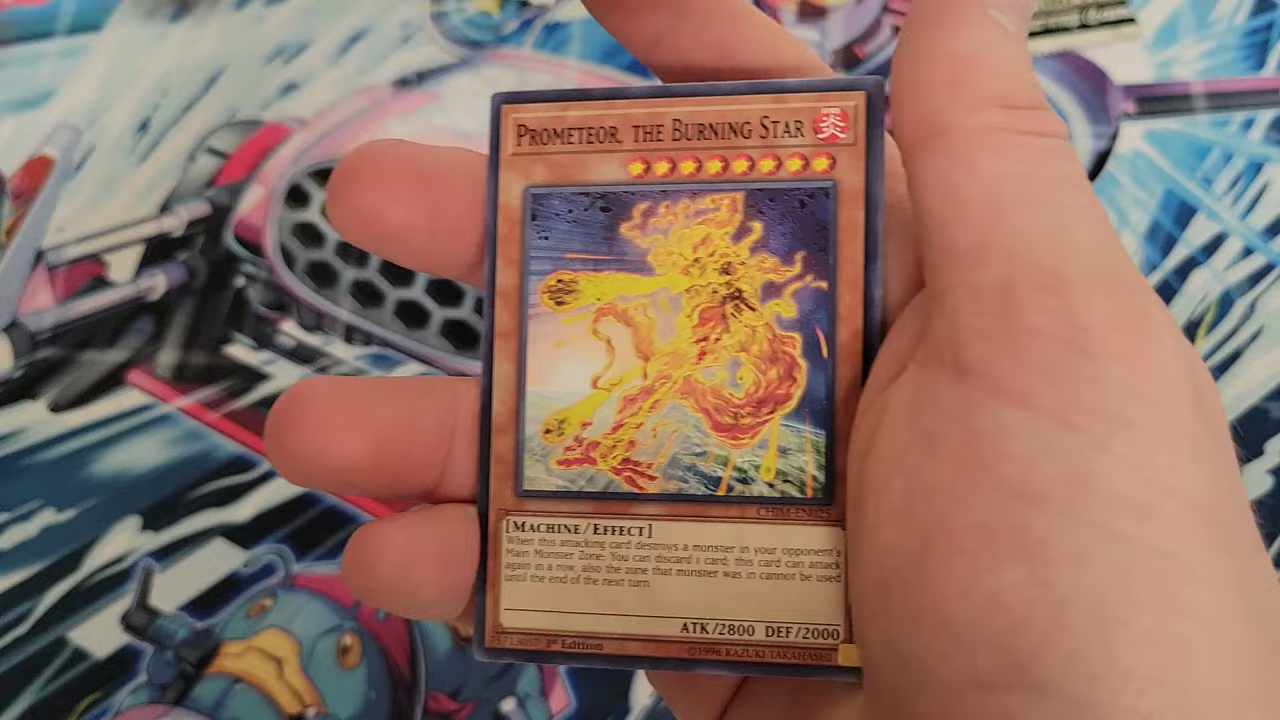 PROMETEOR, THE BURNING STAR 炎
CHIM-EN025
[MACHINE/EFFECT]
When this attacking card destroys a monster in your opponent's
Main Monster Zone: You can discard 1 card; this card can attack
again in a row, also the zone that monster was in cannot be used
until the end of the next turn.
ATK/2800 DEF/2000
1st Edition
©1996 KAZUKI TAKAHASHI